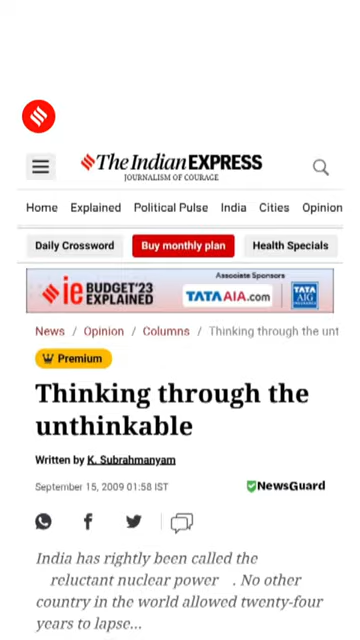 The Indian EXPRESS
JOURNALISM OF COURAGE
Home Explained Political Pulse India Cities Opinion
Daily Crossword Buy monthly plan Health Specials
Associate Sponsors
ie BUDGET'23 EXPLAINED TATA AIA.com TATA AIG INSURANCE
News / Opinion / Columns / Thinking through the unt
Premium
Thinking through the
unthinkable
Written by K. Subrahmanyam
September 15, 2009 01:58 IST NewsGuard
India has rightly been called the
reluctant nuclear power . No other
country in the world allowed twenty-four
years to lapse...